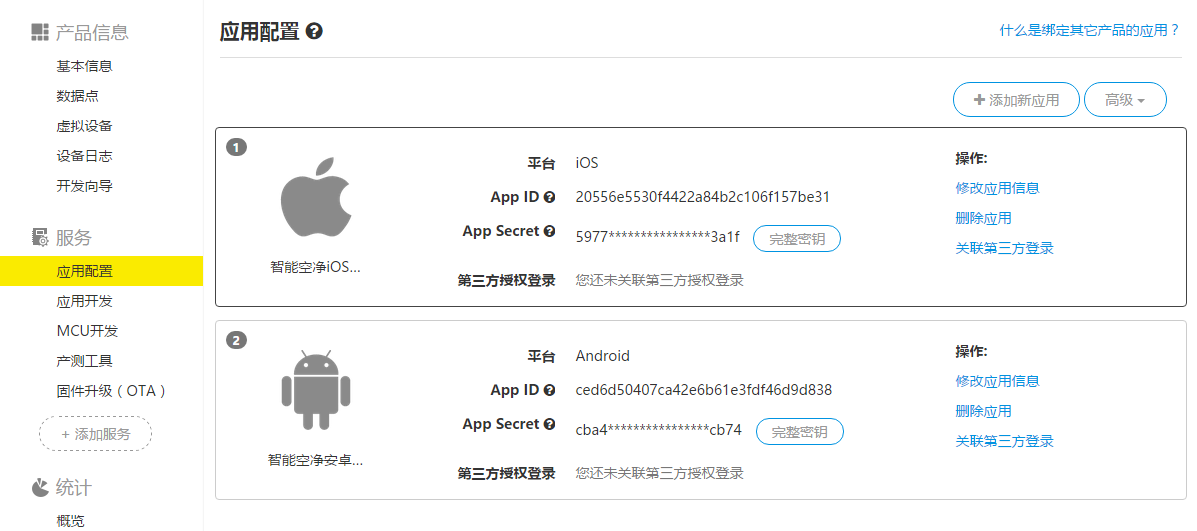 产品信息
基本信息
数据点
虚拟设备
设备日志
开发向导
服务
应用配置
应用开发
MCU开发
产测工具
固件升级（OTA）
+ 添加服务
统计
概览
应用配置 ?
什么是绑定其它产品的应用？
+ 添加新应用
高级
1
智能空净iOS...
平台 iOS
App ID ? 20556e5530f4422a84b2c106f157be31
App Secret ? 5977****************3a1f 完整密钥
第三方授权登录 您还未关联第三方授权登录
操作:
修改应用信息
删除应用
关联第三方登录
2
智能空净安卓...
平台 Android
App ID ? ced6d50407ca42e6b61e3fdf46d9d838
App Secret ? cba4****************cb74 完整密钥
第三方授权登录 您还未关联第三方授权登录
操作:
修改应用信息
删除应用
关联第三方登录